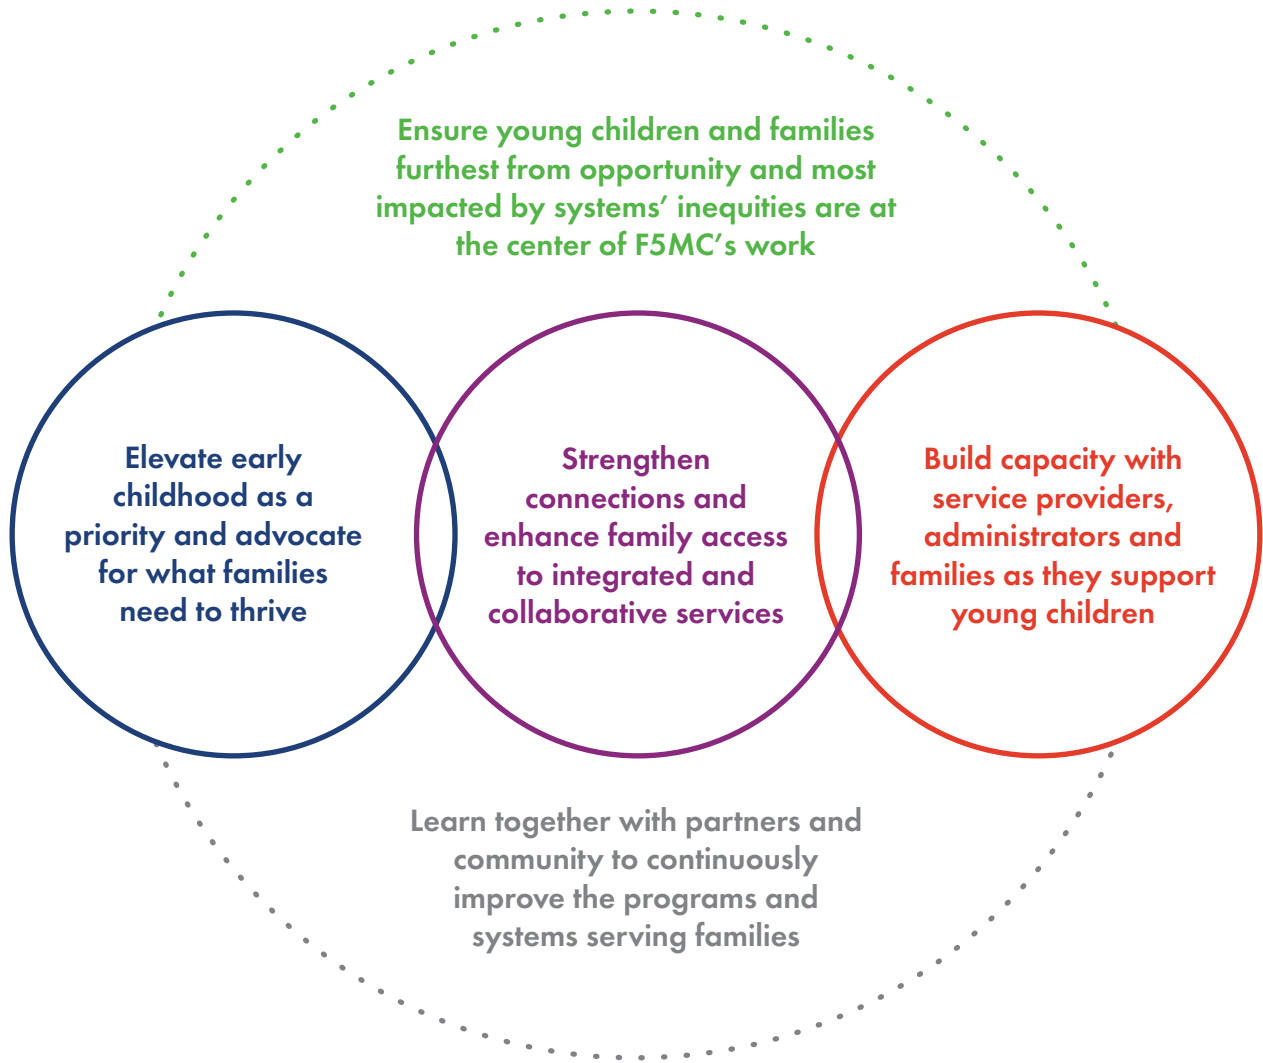 Ensure young children and families
furthest from opportunity and most
impacted by systems’ inequities are at
the center of F5MC’s work
Elevate early
childhood as a
priority and advocate
for what families
need to thrive
Strengthen
connections and
enhance family access
to integrated and
collaborative services
Build capacity with
service providers,
administrators and
families as they support
young children
Learn together with partners and
community to continuously
improve the programs and
systems serving families